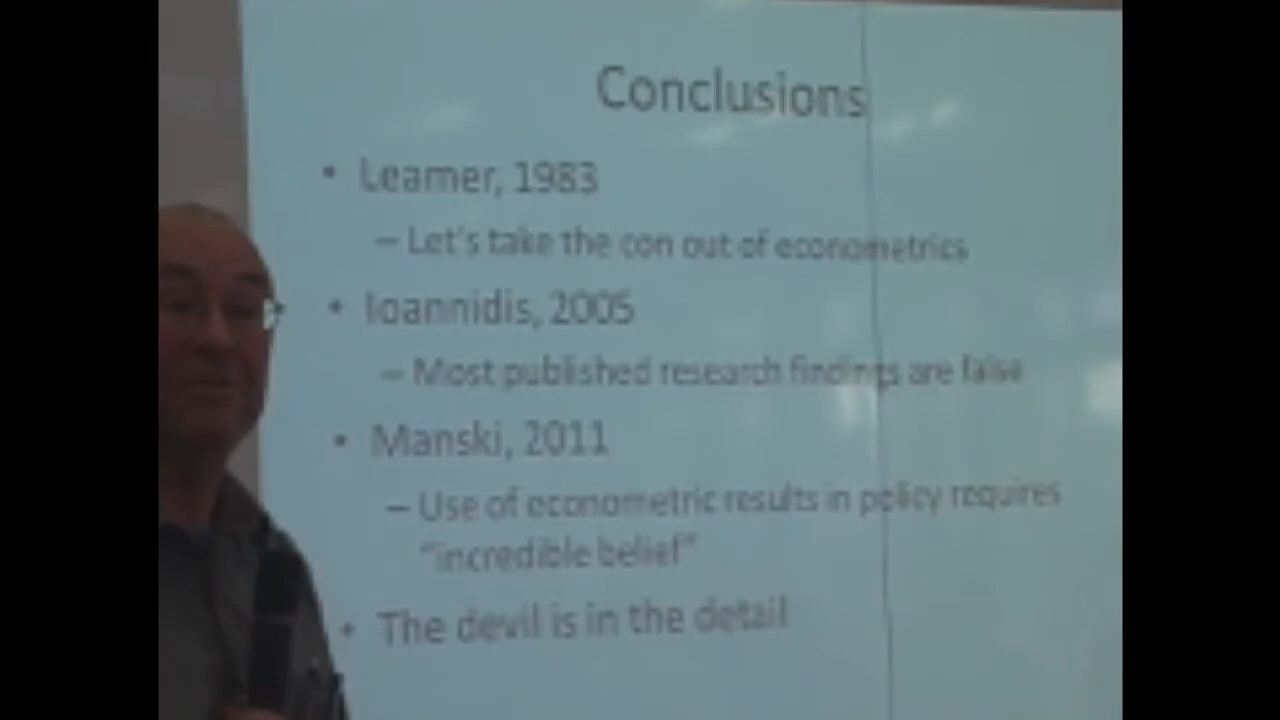 Conclusions
• Leamer, 1983
– Let's take the con out of econometrics
• Ioannidis, 2005
– Most published research findings are false
• Manski, 2011
– Use of econometric results in policy requires
"incredible belief"
• The devil is in the detail